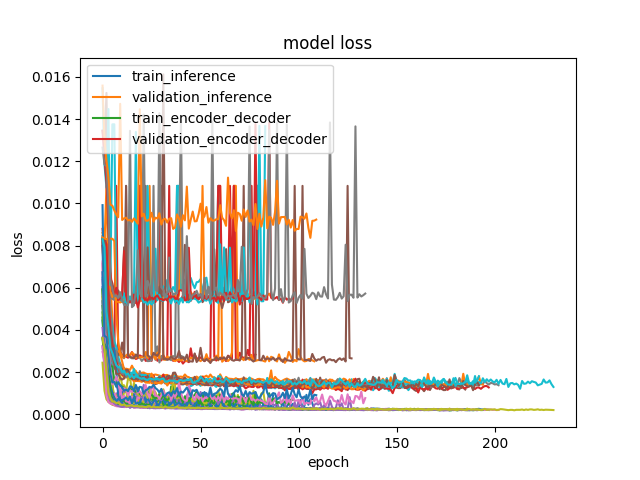 model loss
0.016
0.014
0.012
0.010
0.008
0.006
0.004
0.002
0.000
loss
train_inference
validation_inference
train_encoder_decoder
validation_encoder_decoder
0
50
100
150
200
epoch